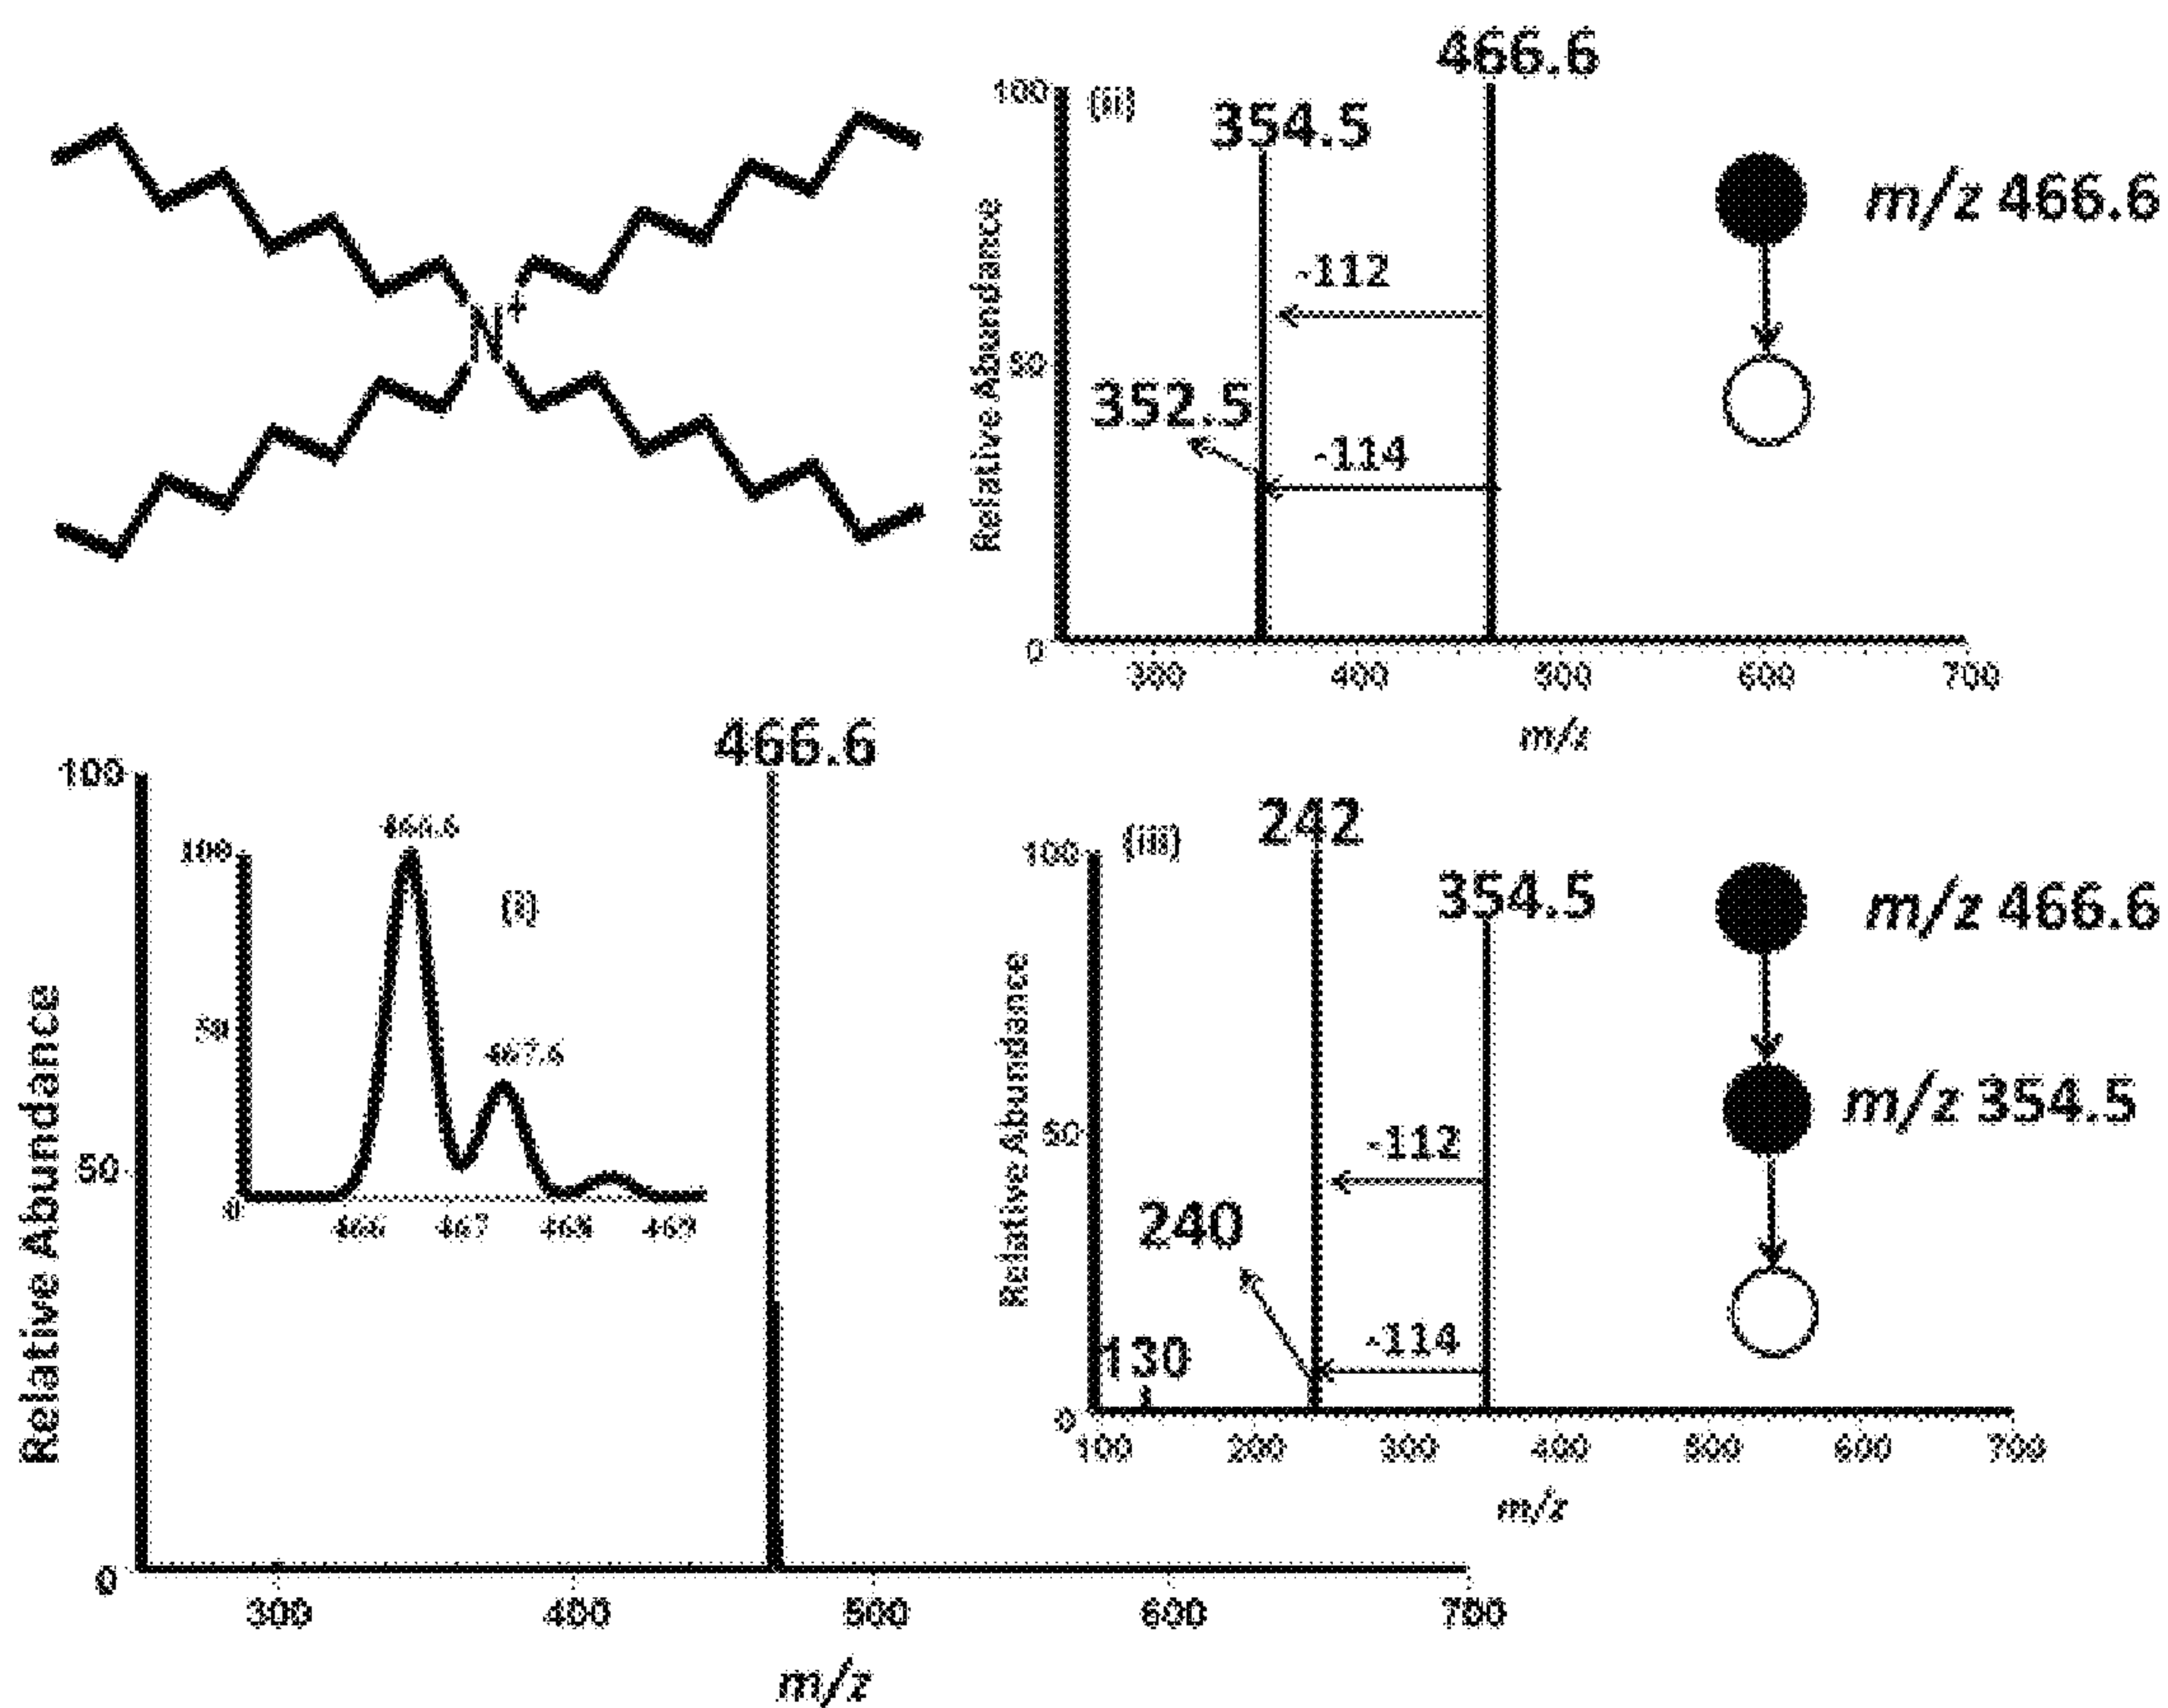 N+
466.6
100
(ii)
354.5
m/z 466.6
-112
Relative Abundance
50
352.5
-114
0
300 400 500 600 700
m/z
466.6
100
466.6
100
(i)
50
467.6
0
466 467 468 469
50
Relative Abundance
0
300 400 500 600 700
m/z
242
100
(iii)
354.5
m/z 466.6
Relative Abundance
m/z 354.5
50
-112
240
130
-114
0
100 200 300 400 500 600 700
m/z